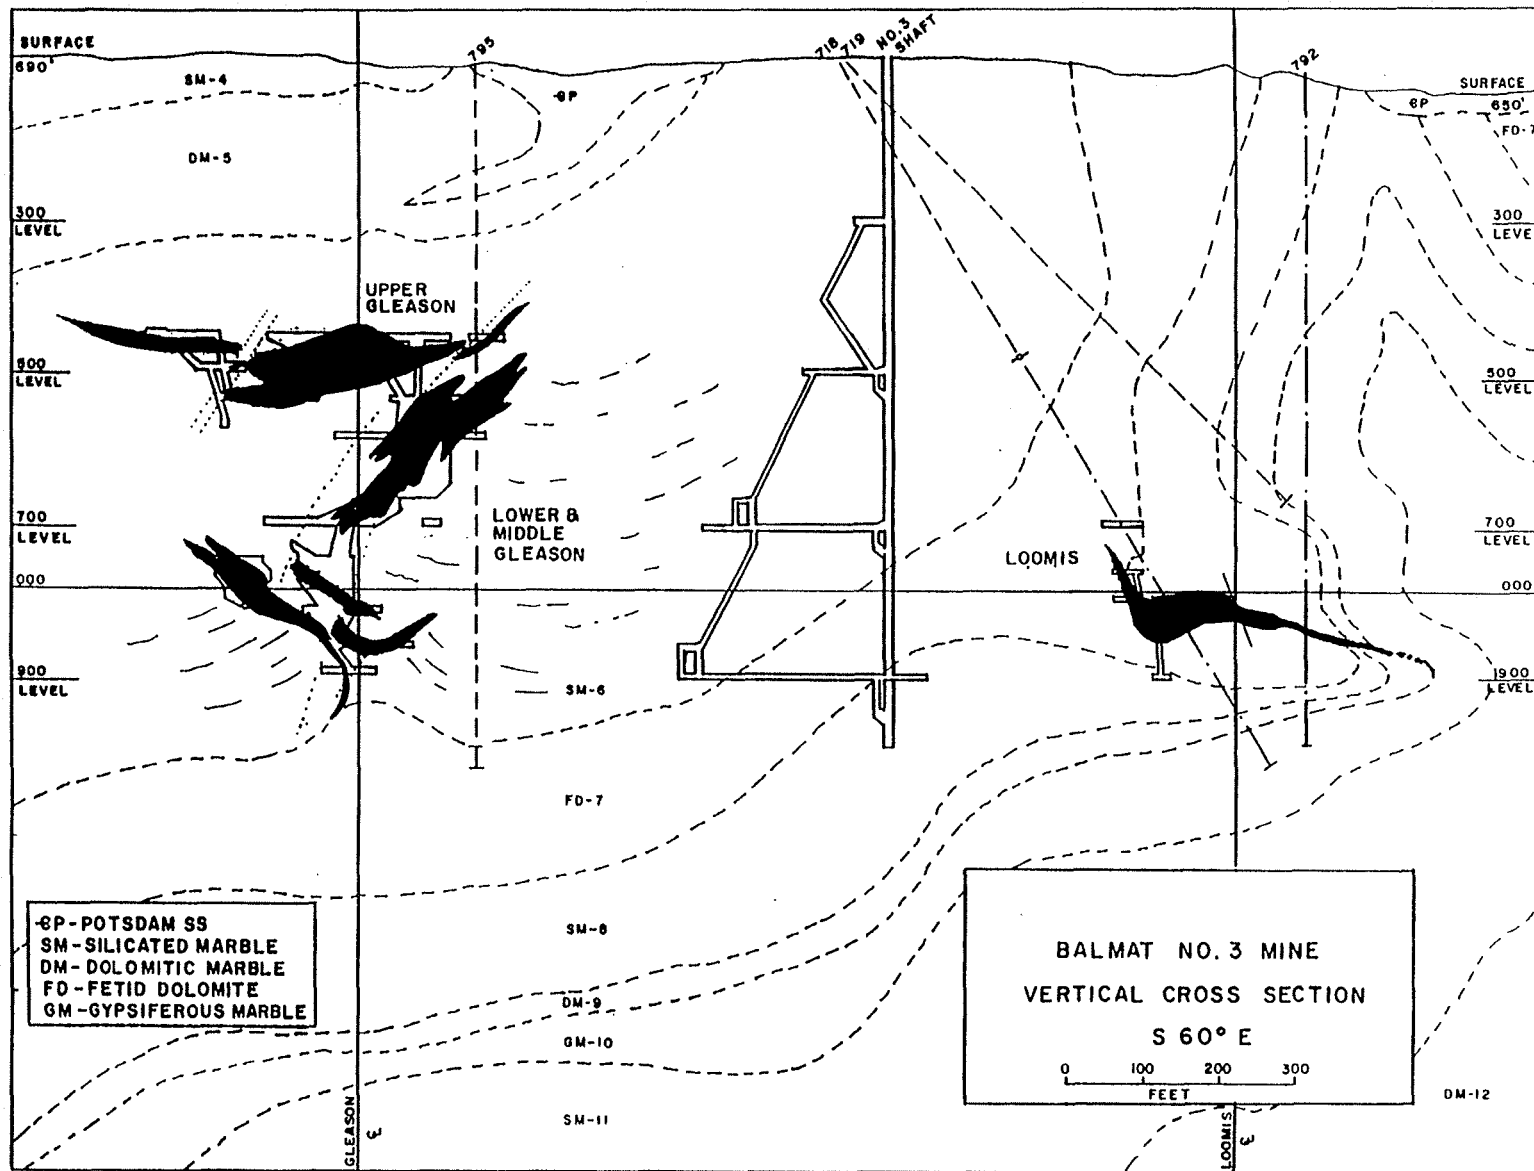 SURFACE
690'
795
718
719
NO.3
SHAFT
792
SURFACE
650'
SM-4
ЄP
ЄP
FD-7
DM-5
300
LEVEL
300
LEVEL
UPPER
GLEASON
500
LEVEL
500
LEVEL
LOWER &
MIDDLE
GLEASON
700
LEVEL
700
LEVEL
LOOMIS
000
000
900
LEVEL
900
LEVEL
SM-6
FD-7
SM-8
DM-9
GM-10
SM-11
DM-12
ЄP-POTSDAM SS
SM-SILICATED MARBLE
DM-DOLOMITIC MARBLE
FD-FETID DOLOMITE
GM-GYPSIFEROUS MARBLE
BALMAT NO. 3 MINE
VERTICAL CROSS SECTION
S 60° E
0 100 200 300
FEET
GLEASON ℄
LOOMIS ℄